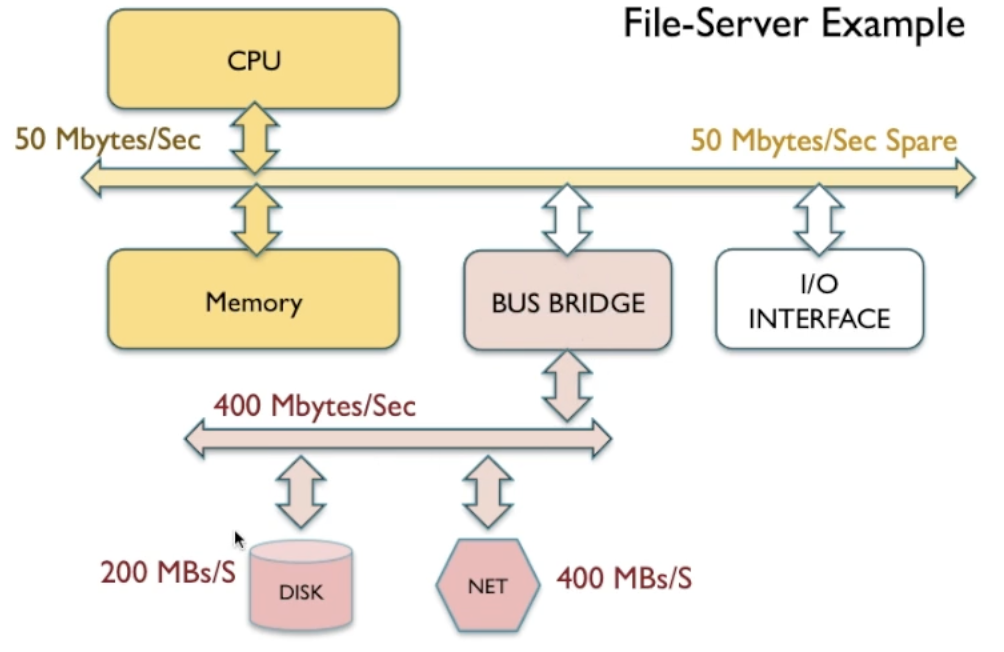 File-Server Example
CPU
50 Mbytes/Sec
50 Mbytes/Sec Spare
Memory
BUS BRIDGE
I/O
INTERFACE
400 Mbytes/Sec
200 MBs/S
DISK
NET
400 MBs/S